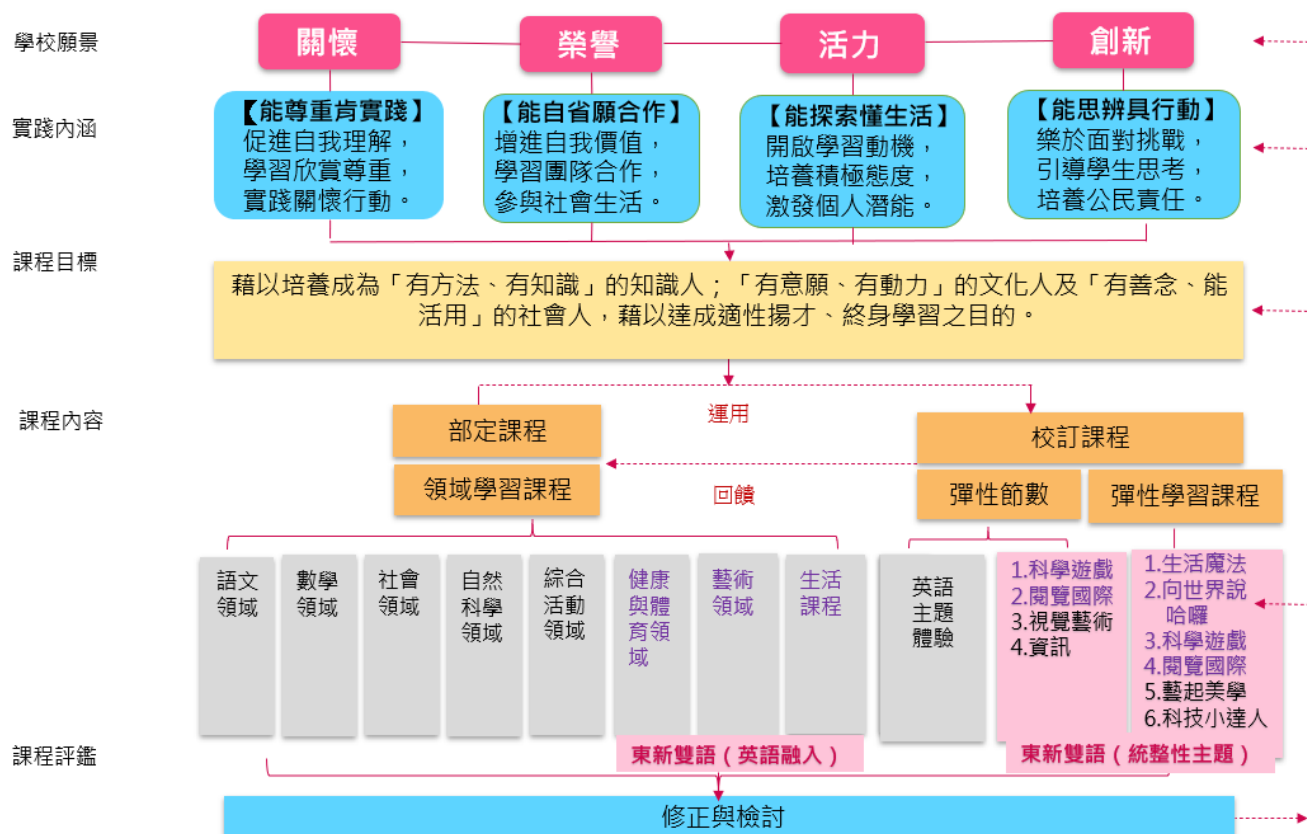 學校願景
關懷
榮譽
活力
創新
實踐內涵
【能尊重肯實踐】
促進自我理解，
學習欣賞尊重，
實踐關懷行動。
【能自省願合作】
增進自我價值，
學習團隊合作，
參與社會生活。
【能探索懂生活】
開啟學習動機，
培養積極態度，
激發個人潛能。
【能思辨具行動】
樂於面對挑戰，
引導學生思考，
培養公民責任。
課程目標
藉以培養成為「有方法、有知識」的知識人；「有意願、有動力」的文化人及「有善念、能
活用」的社會人，藉以達成適性揚才、終身學習之目的。
課程內容
部定課程
運用
校訂課程
領域學習課程
回饋
彈性節數
彈性學習課程
語文
領域
數學
領域
社會
領域
自然
科學
領域
綜合
活動
領域
健康
與體
育領
域
藝術
領域
生活
課程
英語
主題
體驗
1.科學遊戲
2.閱覽國際
3.視覺藝術
4.資訊
1.生活魔法
2.向世界說
哈囉
3.科學遊戲
4.閱覽國際
5.藝起美學
6.科技小達人
課程評鑑
東新雙語（英語融入）
東新雙語（統整性主題）
修正與檢討